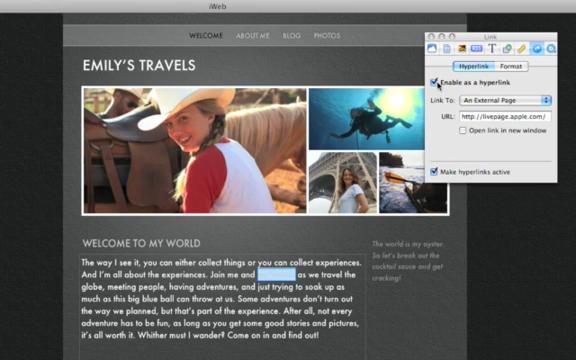 iWeb
WELCOME ABOUT ME BLOG PHOTOS
EMILY'S TRAVELS
Link
Hyperlink Format
Enable as a hyperlink
Link To: An External Page
URL: http://livepage.apple.com/
Open link in new window
Make hyperlinks active
WELCOME TO MY WORLD
The way I see it, you can either collect things or you can collect experiences.
And I'm all about the experiences. Join me and as we travel the
globe, meeting people, having adventures, and just trying to soak up as
much as this big blue ball can throw at us. Some adventures don't turn out
the way we planned, but that's part of the experience. After all, not every
adventure has to be fun, as long as you get some good stories and pictures,
it's all worth it. Whither must I wander? Come on in and find out!
The world is my oyster.
So let's break out the
cocktail sauce and get
cracking!